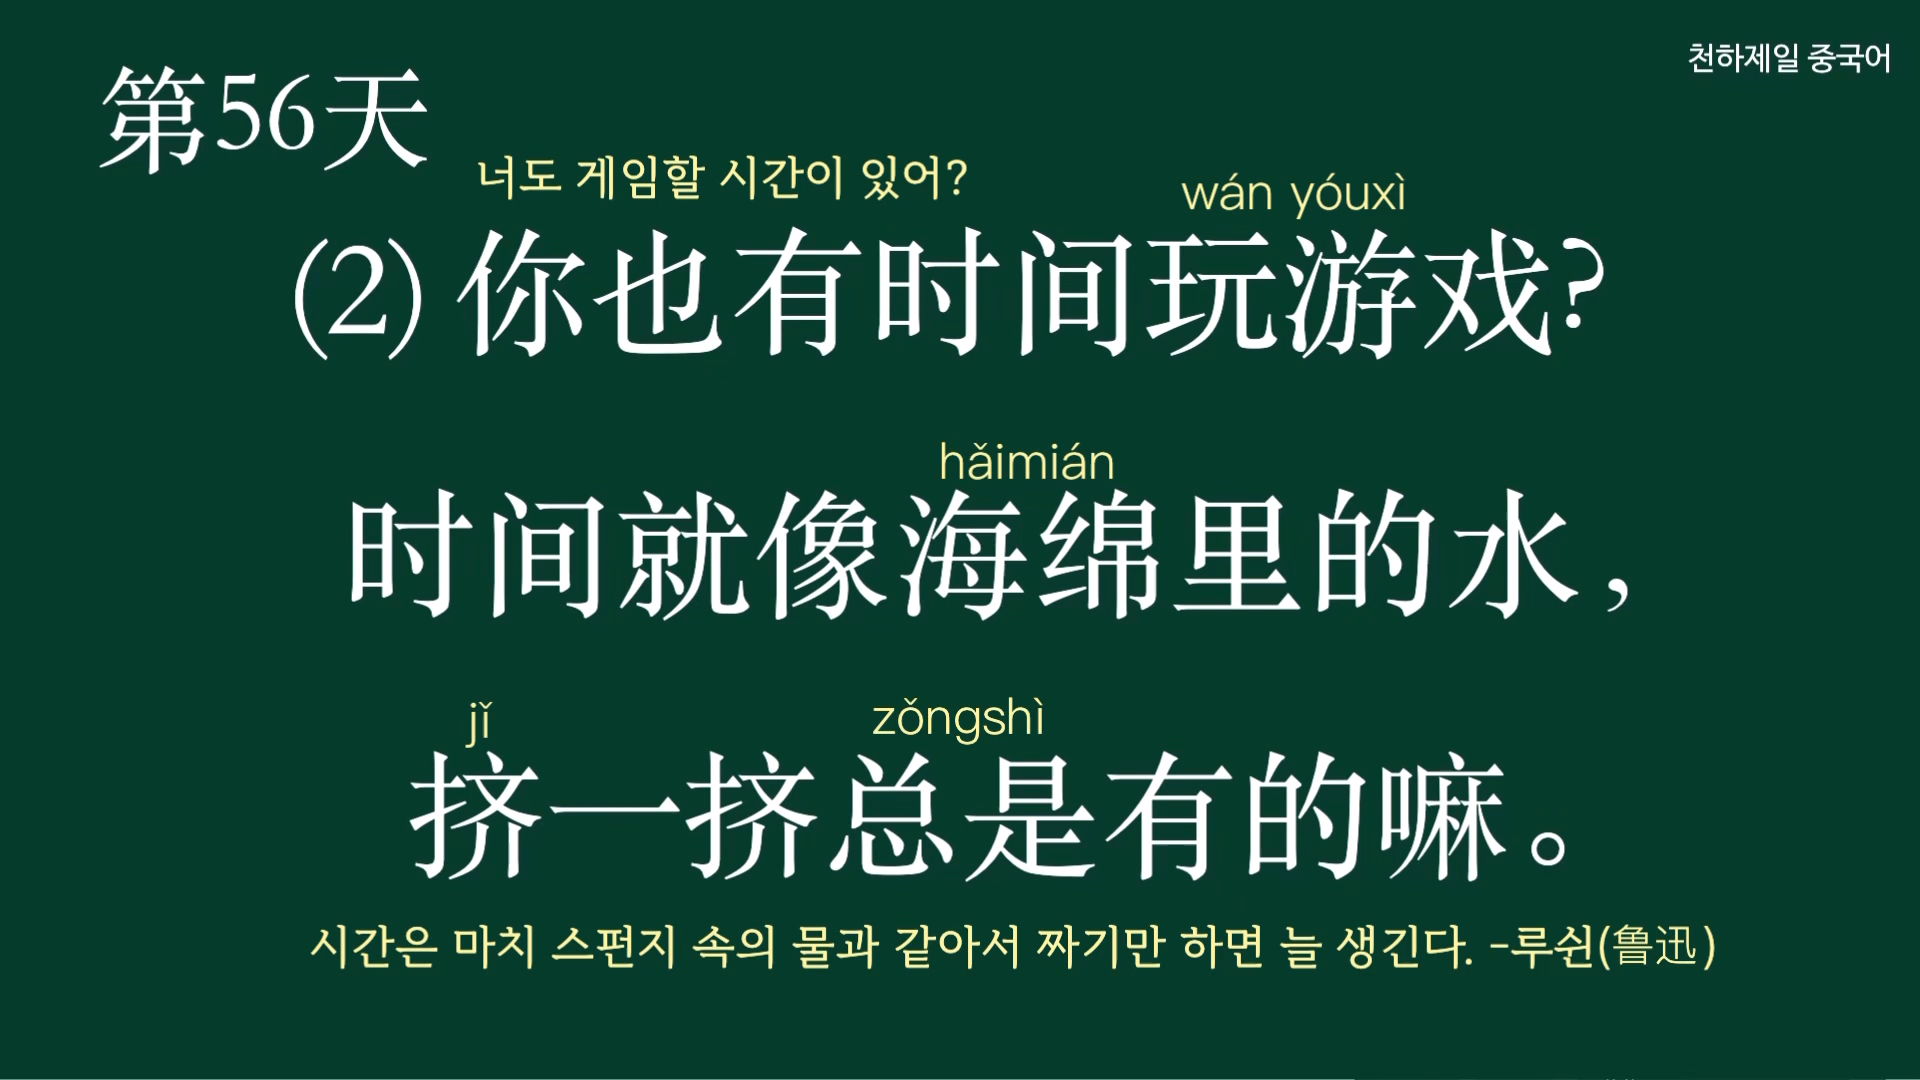 천하제일 중국어
第56天
너도 게임할 시간이 있어?
wán yóuxì
(2) 你也有时间玩游戏?
hǎimián
时间就像海绵里的水，
jǐ zǒngshì
挤一挤总是有的嘛。
시간은 마치 스펀지 속의 물과 같아서 짜기만 하면 늘 생긴다. -루쉰(鲁迅)